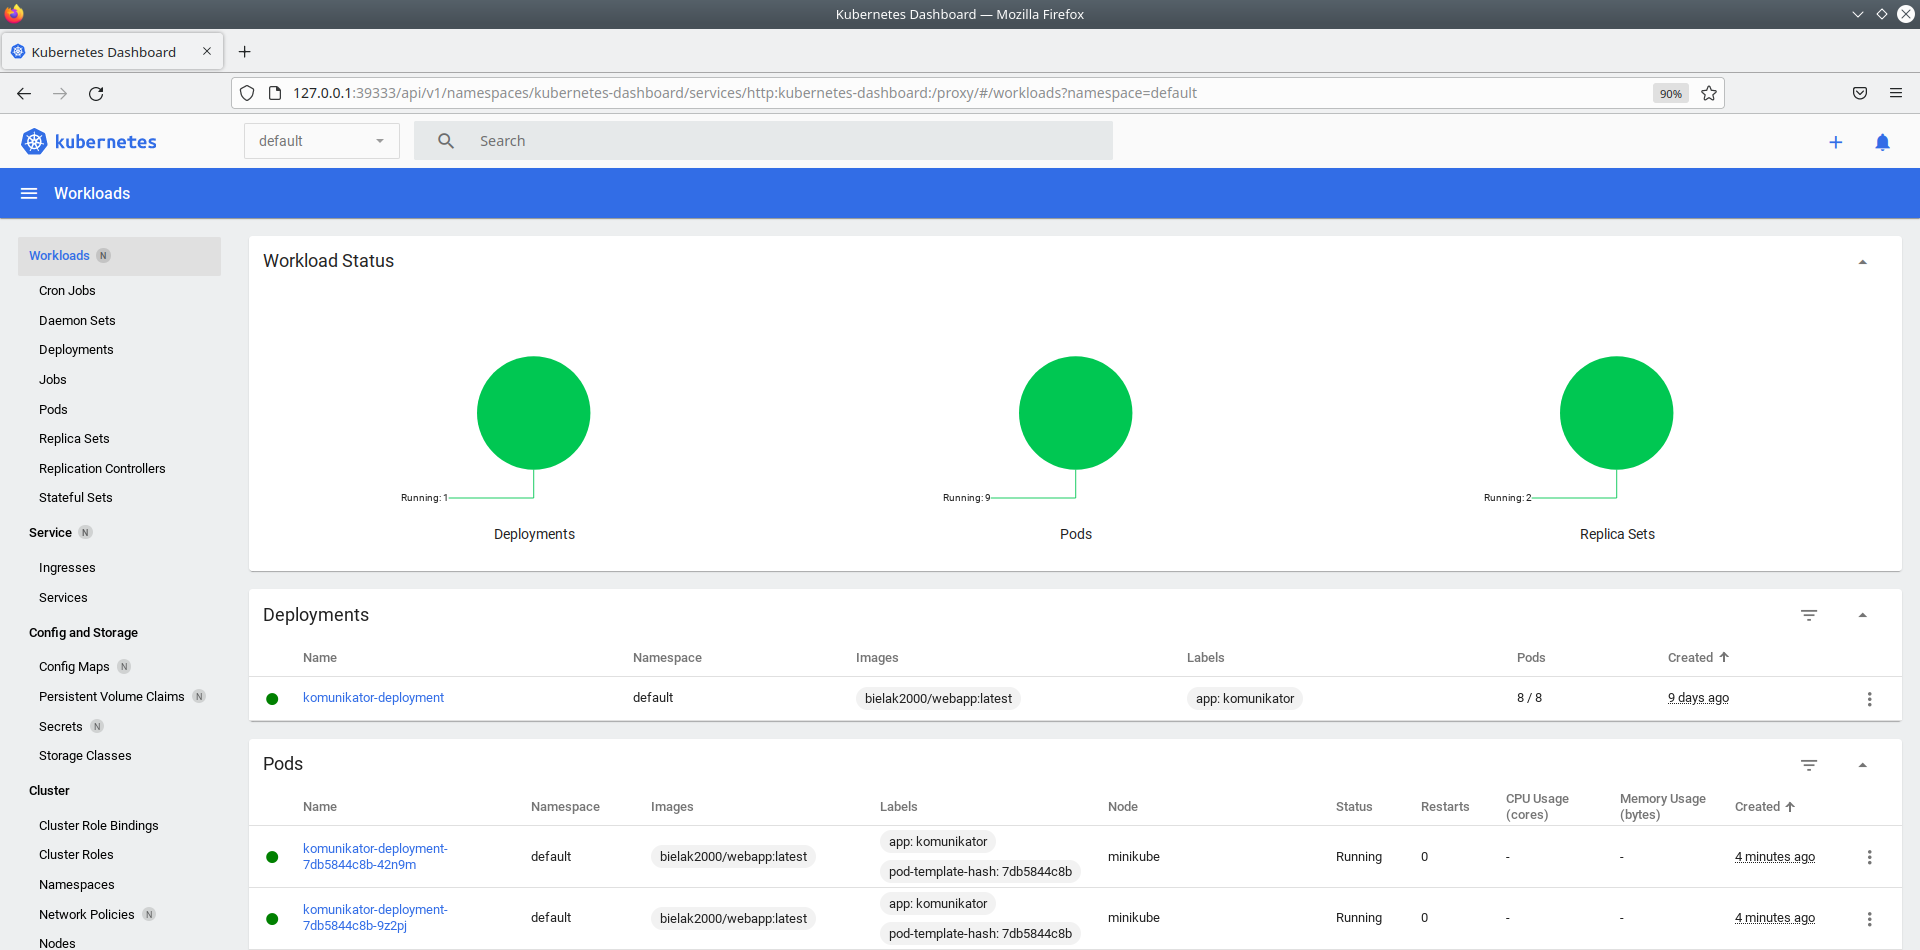 Kubernetes Dashboard — Mozilla Firefox
Kubernetes Dashboard
127.0.0.1:39333/api/v1/namespaces/kubernetes-dashboard/services/http:kubernetes-dashboard:/proxy/#/workloads?namespace=default
90%
kubernetes
default
Search
Workloads
Workloads N
Cron Jobs
Daemon Sets
Deployments
Jobs
Pods
Replica Sets
Replication Controllers
Stateful Sets
Service N
Ingresses
Services
Config and Storage
Config Maps N
Persistent Volume Claims N
Secrets N
Storage Classes
Cluster
Cluster Role Bindings
Cluster Roles
Namespaces
Network Policies N
Nodes
Workload Status
Running: 1
Running: 9
Running: 2
Deployments
Pods
Replica Sets
Deployments
Name Namespace Images Labels Pods Created
komunikator-deployment default bielak2000/webapp:latest app: komunikator 8 / 8 9 days ago
Pods
Name Namespace Images Labels Node Status Restarts CPU Usage (cores) Memory Usage (bytes) Created
komunikator-deployment-
7db5844c8b-42n9m
default
bielak2000/webapp:latest
app: komunikator
pod-template-hash: 7db5844c8b
minikube
Running
0
-
-
4 minutes ago
komunikator-deployment-
7db5844c8b-9z2pj
default
bielak2000/webapp:latest
app: komunikator
pod-template-hash: 7db5844c8b
minikube
Running
0
-
-
4 minutes ago